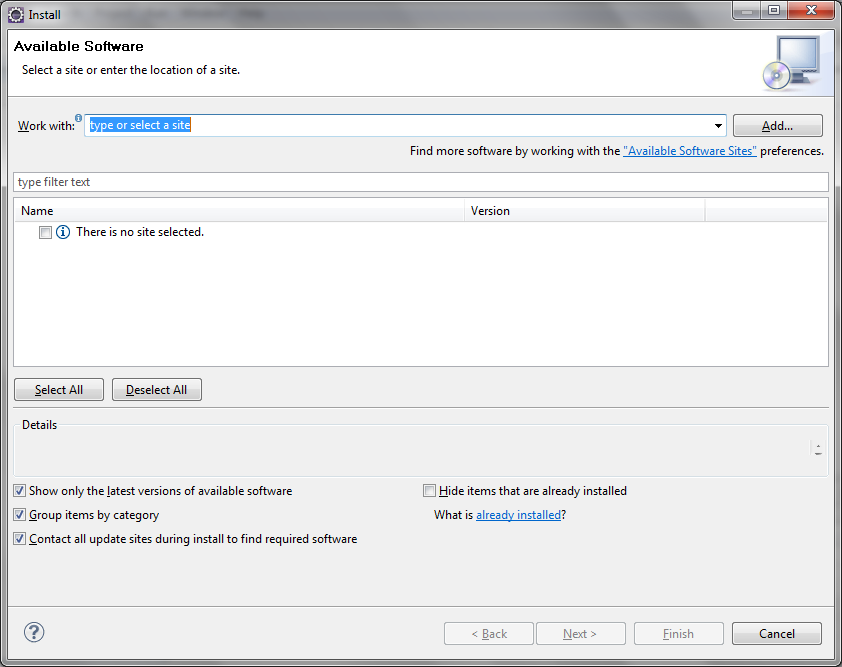 Install
Available Software
Select a site or enter the location of a site.
Work with: type or select a site Add...
Find more software by working with the "Available Software Sites" preferences.
type filter text
Name Version
There is no site selected.
Select All Deselect All
Details
Show only the latest versions of available software Hide items that are already installed
Group items by category What is already installed?
Contact all update sites during install to find required software
? < Back Next > Finish Cancel